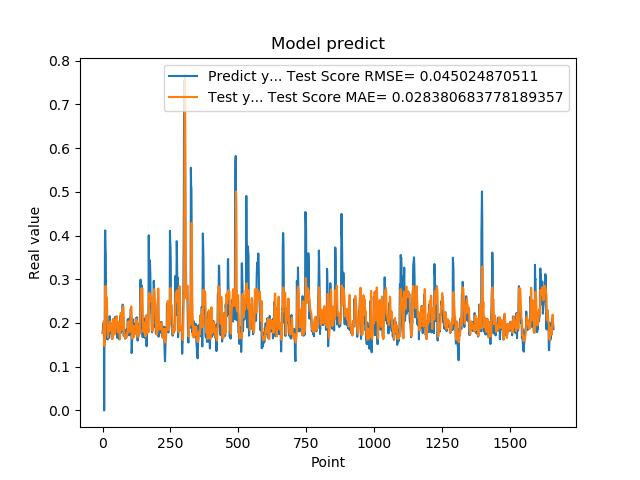 Model predict
Predict y... Test Score RMSE= 0.045024870511
Test y... Test Score MAE= 0.028380683778189357
0.8
0.7
0.6
0.5
0.4
0.3
0.2
0.1
0.0
Real value
0 250 500 750 1000 1250 1500
Point